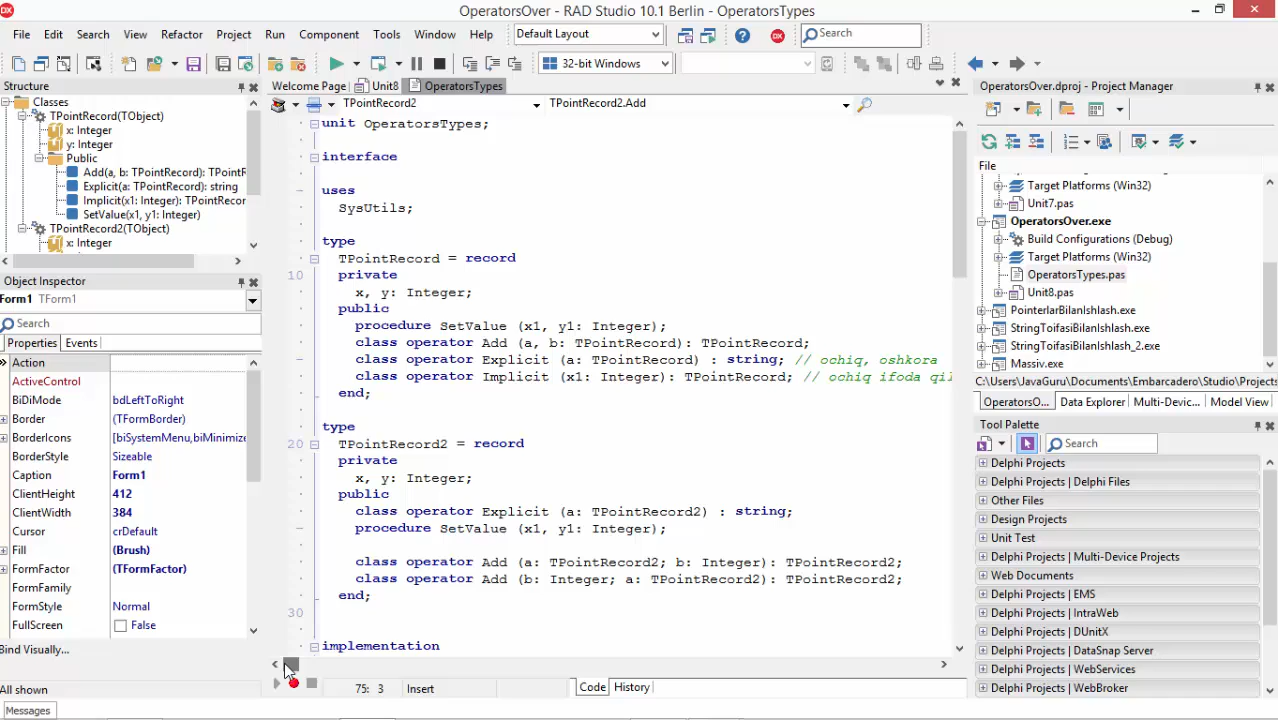 OperatorsOver - RAD Studio 10.1 Berlin - OperatorsTypes
File Edit Search View Refactor Project Run Component Tools Window Help Default Layout Search
32-bit Windows
Structure
Classes
TPointRecord(TObject)
x: Integer
y: Integer
Public
Add(a, b: TPointRecord): TPointRec
Explicit(a: TPointRecord): string
Implicit(x1: Integer): TPointRecor
SetValue(x1, y1: Integer)
TPointRecord2(TObject)
x: Integer
Object Inspector
Form1 TForm1
Search
Properties Events
Action
ActiveControl
BiDiMode bdLeftToRight
Border (TFormBorder)
BorderIcons [biSystemMenu,biMinimize
BorderStyle Sizeable
Caption Form1
ClientHeight 412
ClientWidth 384
Cursor crDefault
Fill (Brush)
FormFactor (TFormFactor)
FormFamily
FormStyle Normal
FullScreen False
Bind Visually...
All shown
Messages
Welcome Page Unit8 OperatorsTypes
TPointRecord2 TPointRecord2.Add
unit OperatorsTypes;
interface
uses
SysUtils;
type
TPointRecord = record
10 private
x, y: Integer;
public
procedure SetValue (x1, y1: Integer);
class operator Add (a, b: TPointRecord): TPointRecord;
class operator Explicit (a: TPointRecord) : string; // ochiq, oshkora
class operator Implicit (x1: Integer): TPointRecord; // ochiq ifoda qil
end;
type
20 TPointRecord2 = record
private
x, y: Integer;
public
class operator Explicit (a: TPointRecord2) : string;
procedure SetValue (x1, y1: Integer);
class operator Add (a: TPointRecord2; b: Integer): TPointRecord2;
class operator Add (b: Integer; a: TPointRecord2): TPointRecord2;
end;
30
implementation
75: 3 Insert Code History
OperatorsOver.dproj - Project Manager
File
Target Platforms (Win32)
Unit7.pas
OperatorsOver.exe
Build Configurations (Debug)
Target Platforms (Win32)
OperatorsTypes.pas
Unit8.pas
PointerlarBilanIshlash.exe
StringToifasiBilanIshlash.exe
StringToifasiBilanIshlash_2.exe
Massiv.exe
C:\Users\JavaGuru\Documents\Embarcadero\Studio\Projects
OperatorsO... Data Explorer Multi-Devic... Model View
Tool Palette
Search
Delphi Projects
Delphi Projects | Delphi Files
Other Files
Design Projects
Unit Test
Delphi Projects | Multi-Device Projects
Web Documents
Delphi Projects | EMS
Delphi Projects | IntraWeb
Delphi Projects | DUnitX
Delphi Projects | DataSnap Server
Delphi Projects | WebServices
Delphi Projects | WebBroker